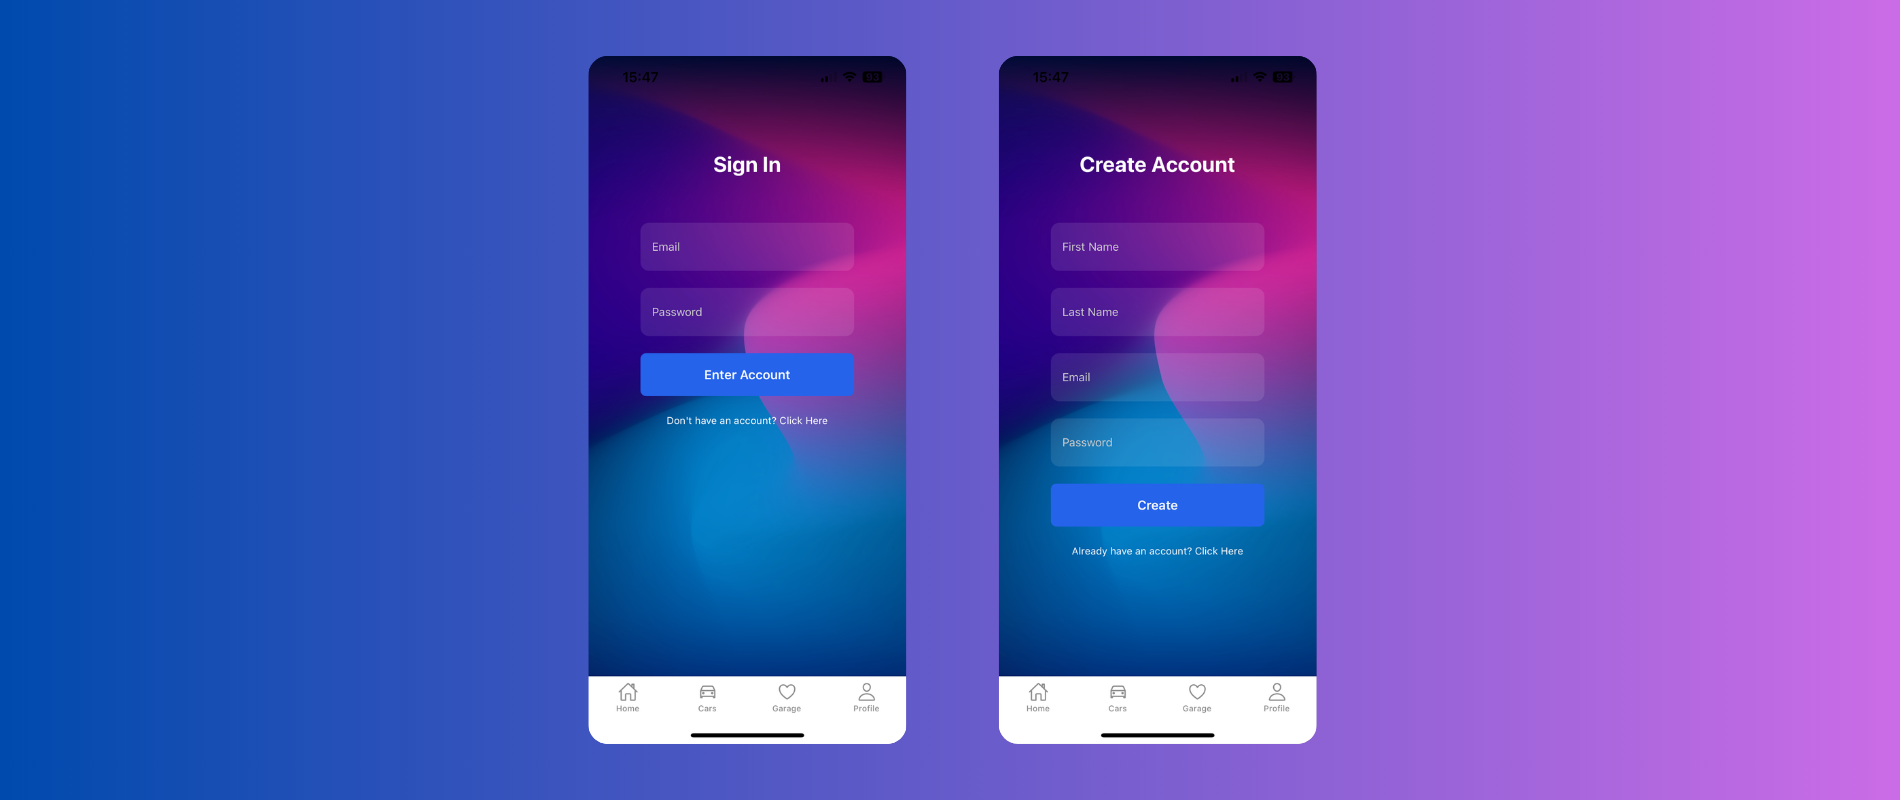 15:47
93
Sign In
Email
Password
Enter Account
Don't have an account? Click Here
Home
Cars
Garage
Profile
15:47
93
Create Account
First Name
Last Name
Email
Password
Create
Already have an account? Click Here
Home
Cars
Garage
Profile